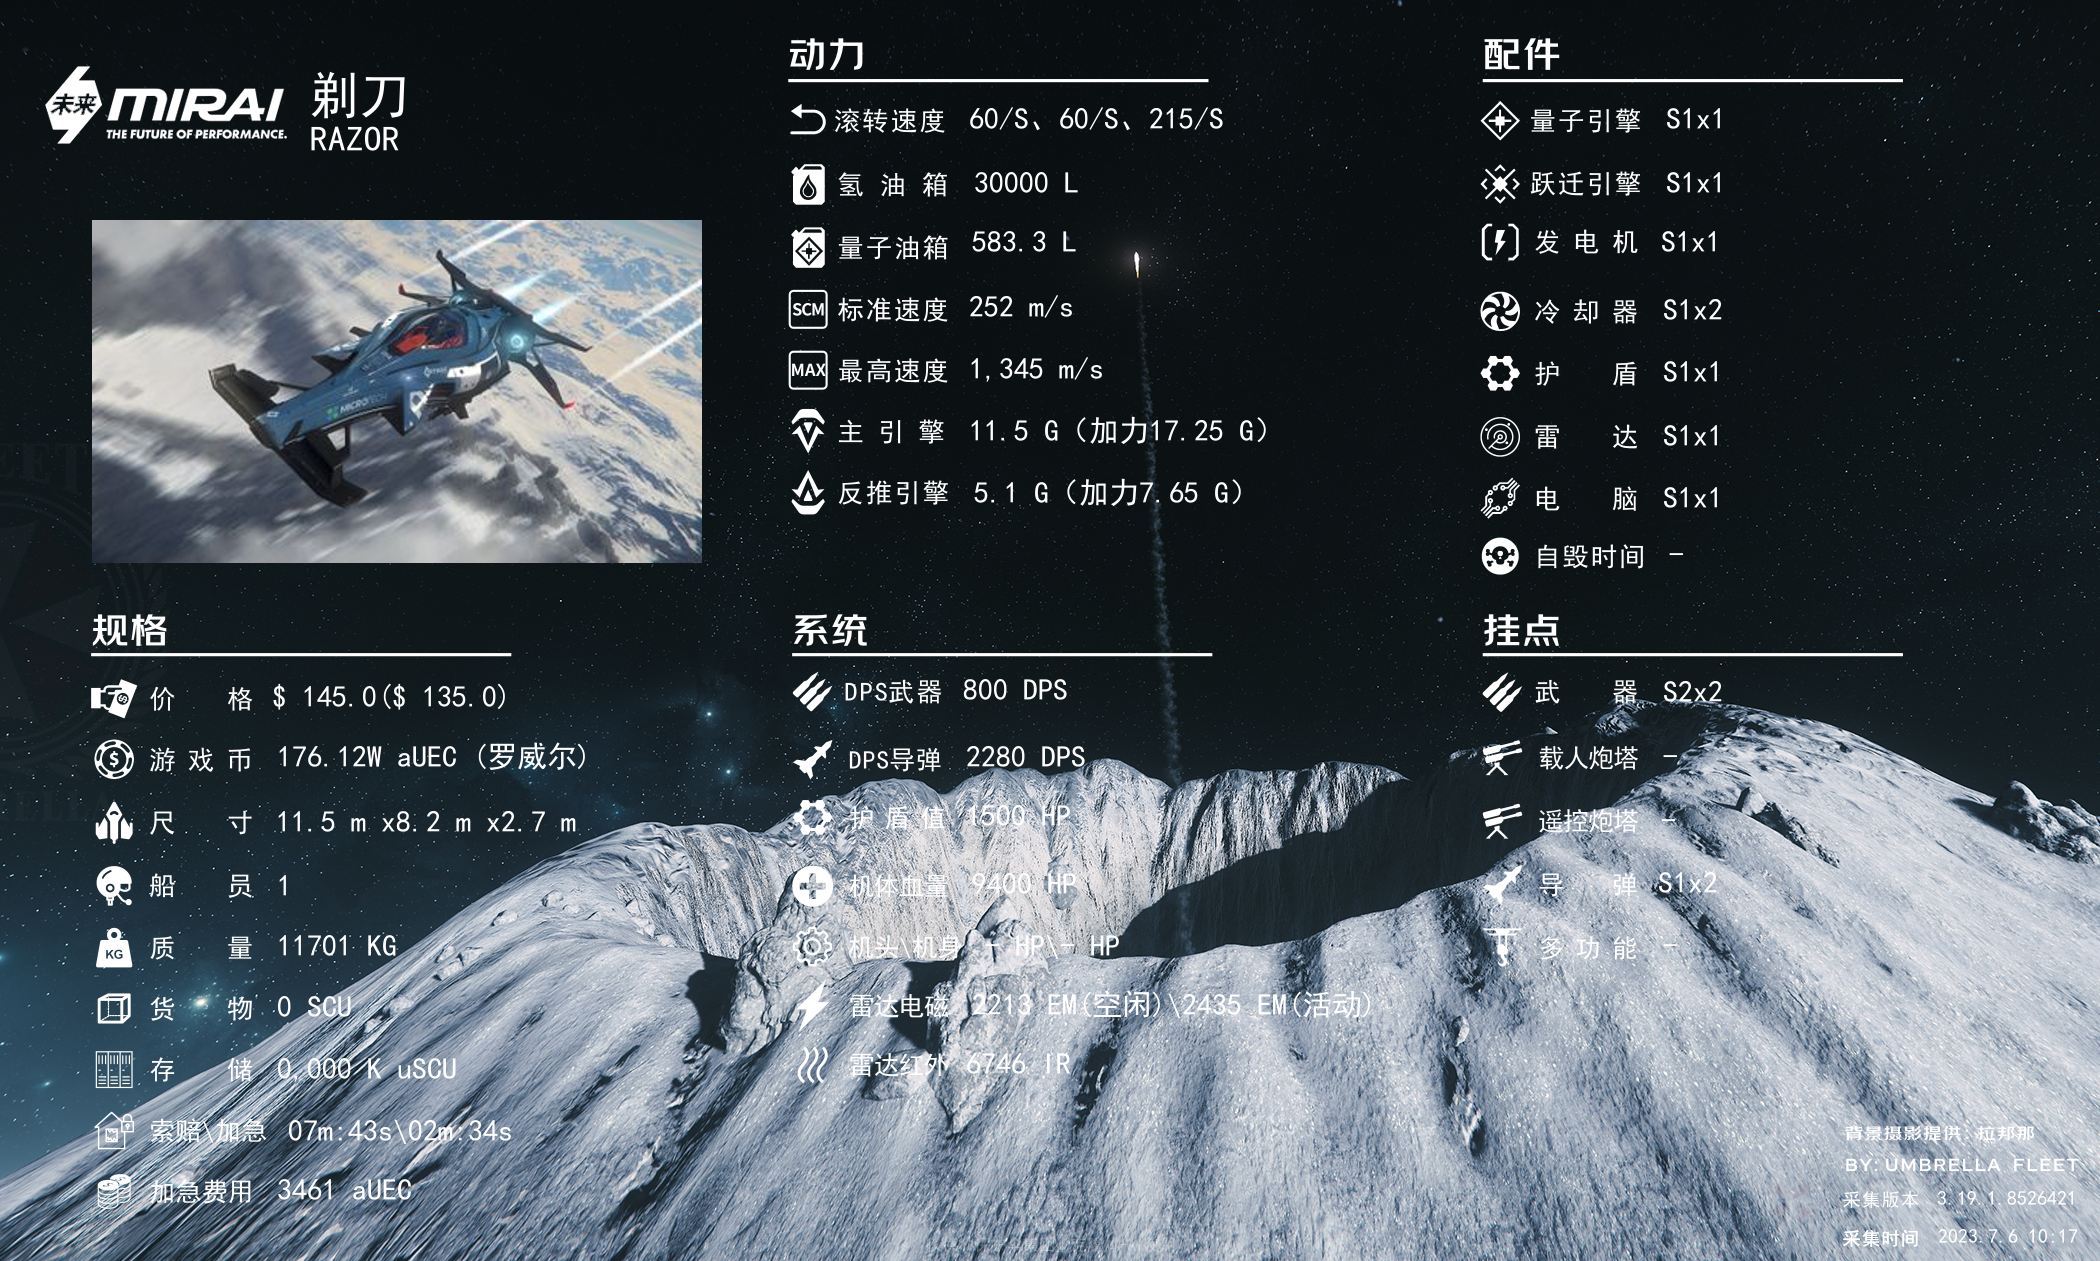 未来 MIRAI
THE FUTURE OF PERFORMANCE.
剃刀
RAZOR
MICROTECH
规格
价格 $ 145.0($ 135.0)
游戏币 176.12W aUEC (罗威尔)
尺寸 11.5 m x8.2 m x2.7 m
船员 1
KG 质量 11701 KG
货物 0 SCU
存储 0,000 K uSCU
索赔\加急 07m:43s\02m:34s
加急费用 3461 aUEC
动力
滚转速度 60/S、60/S、215/S
氢油箱 30000 L
量子油箱 583.3 L
SCM 标准速度 252 m/s
MAX 最高速度 1,345 m/s
主引擎 11.5 G（加力17.25 G）
反推引擎 5.1 G（加力7.65 G）
系统
DPS武器 800 DPS
DPS导弹 2280 DPS
护盾值 1500 HP
机体血量 9400 HP
机头\机身 - HP\- HP
雷达电磁 2213 EM(空闲)\2435 EM(活动)
雷达红外 6746 IR
配件
量子引擎 S1x1
跃迁引擎 S1x1
发电机 S1x1
冷却器 S1x2
护盾 S1x1
雷达 S1x1
电脑 S1x1
自毁时间 -
挂点
武器 S2x2
载人炮塔 -
遥控炮塔 -
导弹 S1x2
多功能 -
背景摄影提供：拉邦那
BY: UMBRELLA FLEET
采集版本 3.19.1.8526421
采集时间 2023.7.6 10:17